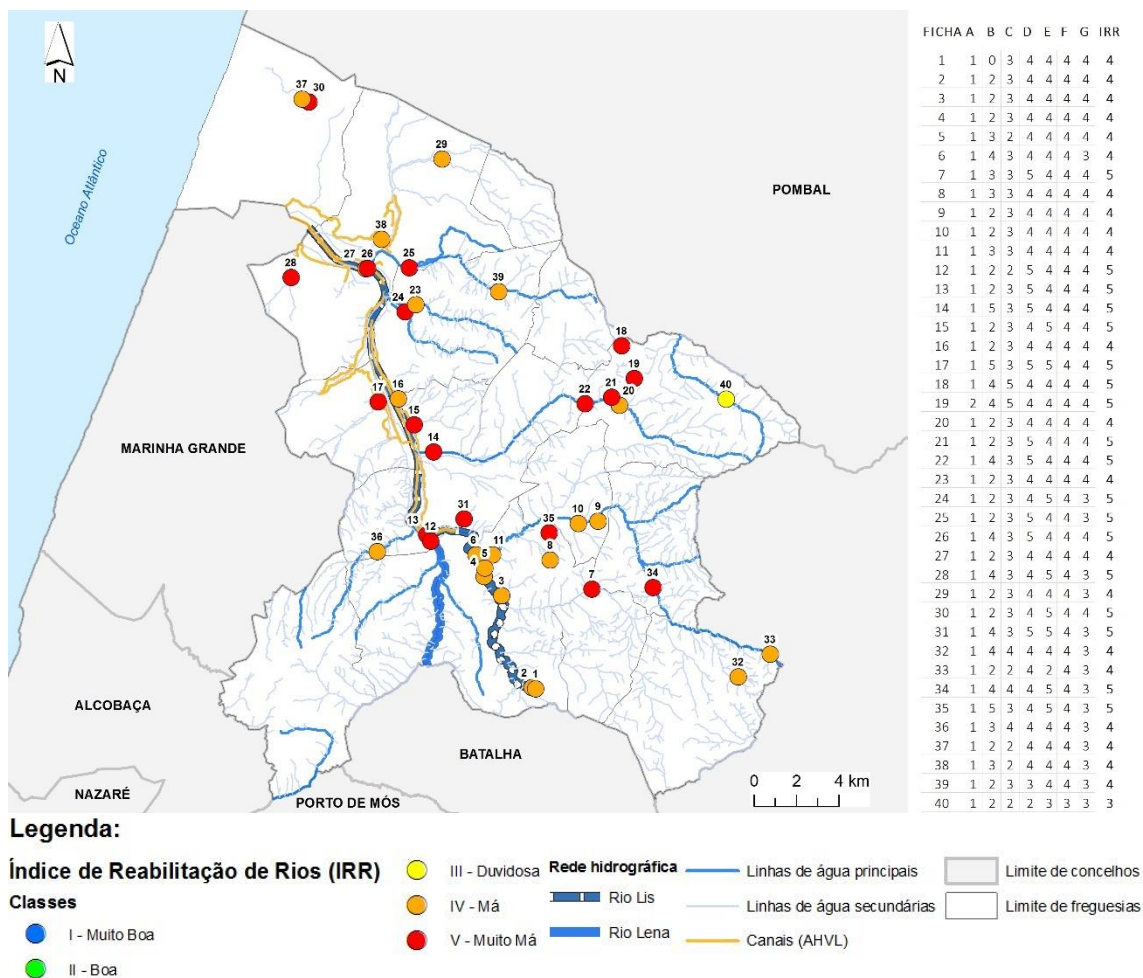 N
Oceano Atlântico
POMBAL
MARINHA GRANDE
ALCOBAÇA
NAZARÉ
BATALHA
PORTO DE MÓS
37 30
29
38
27 26 25
28
39
24 23
18
19
17 16
22 21 20
40
15
14
31
13 12
10 9
35
36
6 11
5
4
8
3
7
34
33
32
2 1
0 2 4 km
FICHA A B C D E F G IRR
1 1 0 3 4 4 4 4 4
2 1 2 3 4 4 4 4 4
3 1 2 3 4 4 4 4 4
4 1 2 3 4 4 4 4 4
5 1 3 2 4 4 4 4 4
6 1 4 3 4 4 4 3 4
7 1 3 3 5 4 4 4 5
8 1 3 3 4 4 4 4 4
9 1 2 3 4 4 4 4 4
10 1 2 3 4 4 4 4 4
11 1 3 3 4 4 4 4 4
12 1 2 2 5 4 4 4 5
13 1 2 3 5 4 4 4 5
14 1 5 3 5 4 4 4 5
15 1 2 3 4 5 4 4 5
16 1 2 3 4 4 4 4 4
17 1 5 3 5 5 4 4 5
18 1 4 5 4 4 4 4 5
19 2 4 5 4 4 4 4 5
20 1 2 3 4 4 4 4 4
21 1 2 3 5 4 4 4 5
22 1 4 3 5 4 4 4 5
23 1 2 3 4 4 4 4 4
24 1 2 3 4 5 4 3 5
25 1 2 3 5 4 4 3 5
26 1 4 3 5 4 4 3 5
27 1 2 3 4 4 4 4 4
28 1 4 3 4 5 4 3 5
29 1 2 3 4 4 4 3 4
30 1 2 3 4 5 4 4 5
31 1 4 3 5 5 4 3 5
32 1 4 4 4 4 4 3 4
33 1 2 2 4 2 4 3 4
34 1 4 4 4 5 4 3 5
35 1 5 3 4 5 4 3 5
36 1 3 4 4 4 4 3 4
37 1 2 2 4 4 4 3 4
38 1 3 2 4 4 4 3 4
39 1 2 3 3 4 4 3 4
40 1 2 2 2 3 3 3 3
Legenda:
Índice de Reabilitação de Rios (IRR)
Classes
I - Muito Boa
II - Boa
III - Duvidosa
IV - Má
V - Muito Má
Rede hidrográfica
Rio Lis
Rio Lena
Linhas de água principais
Linhas de água secundárias
Canais (AHVL)
Limite de concelhos
Limite de freguesias